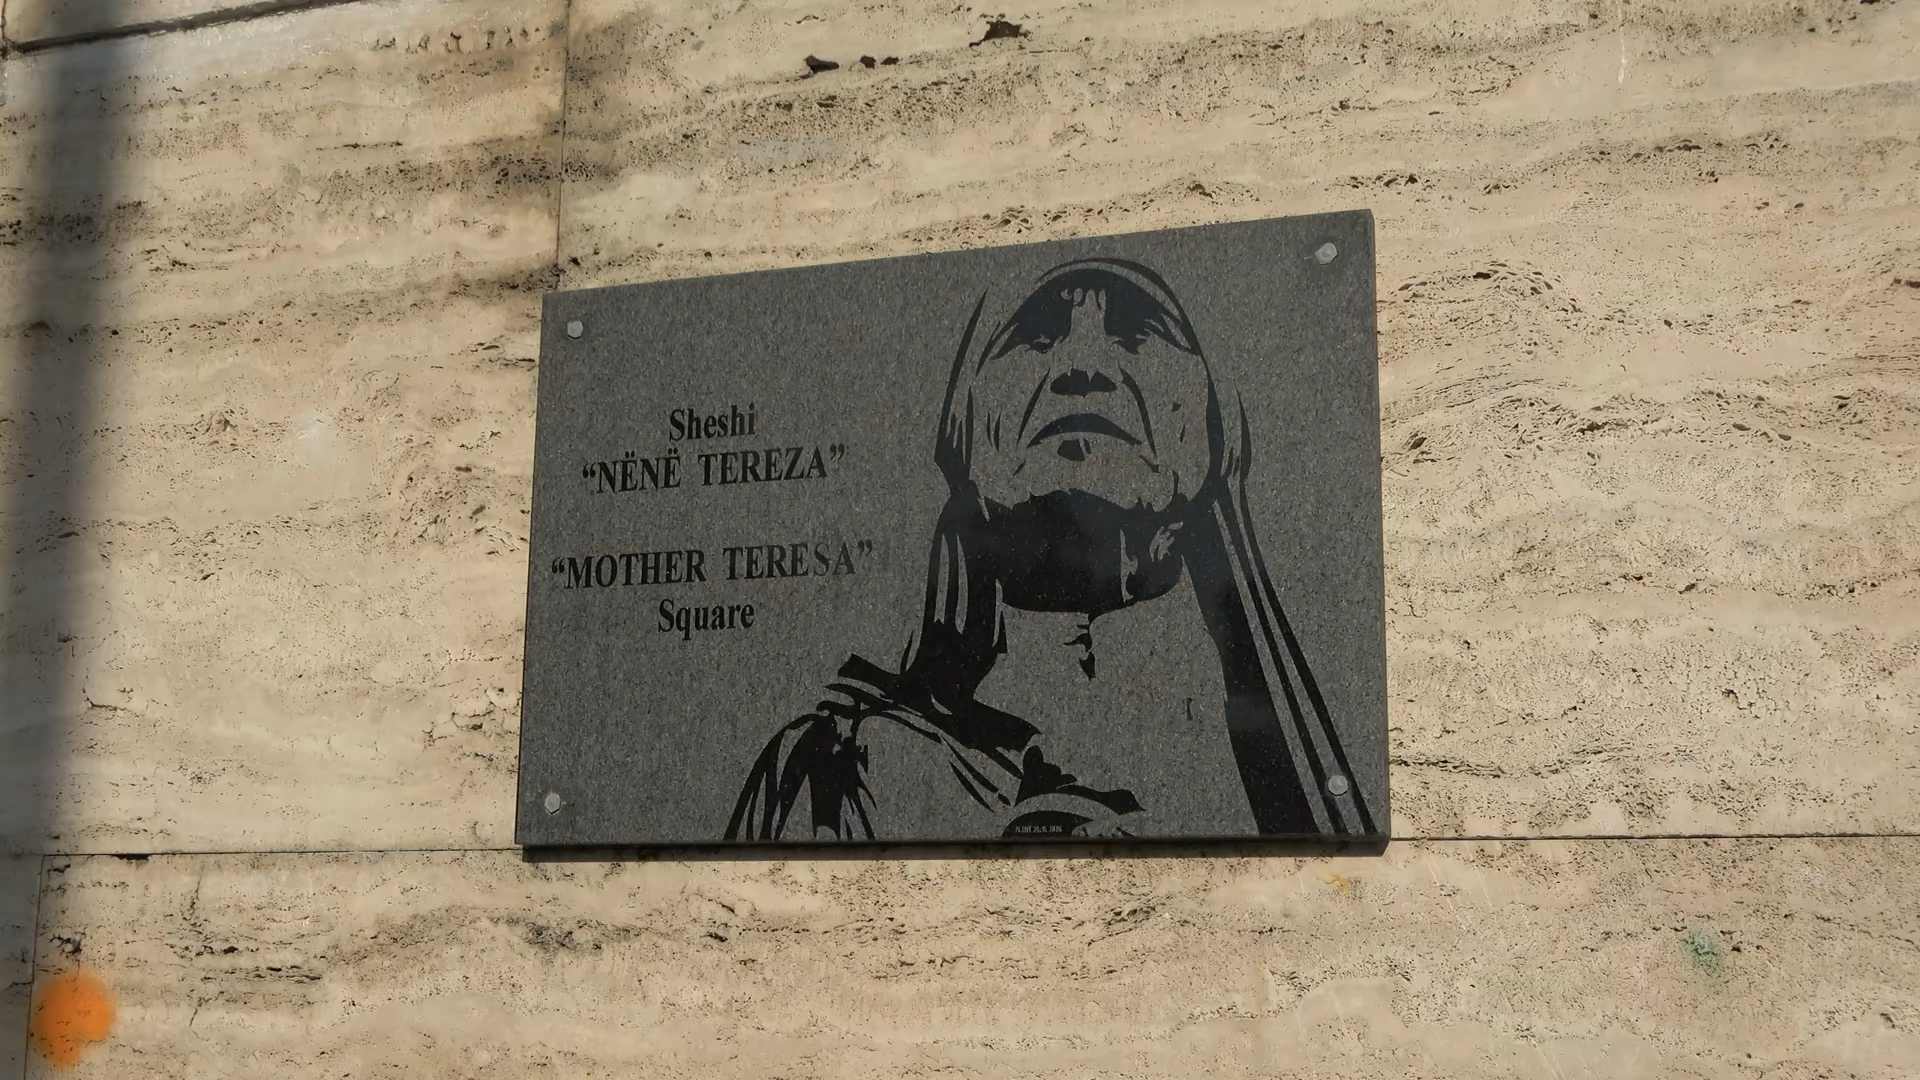 Sheshi
“NËNË TEREZA”
“MOTHER TERESA”
Square